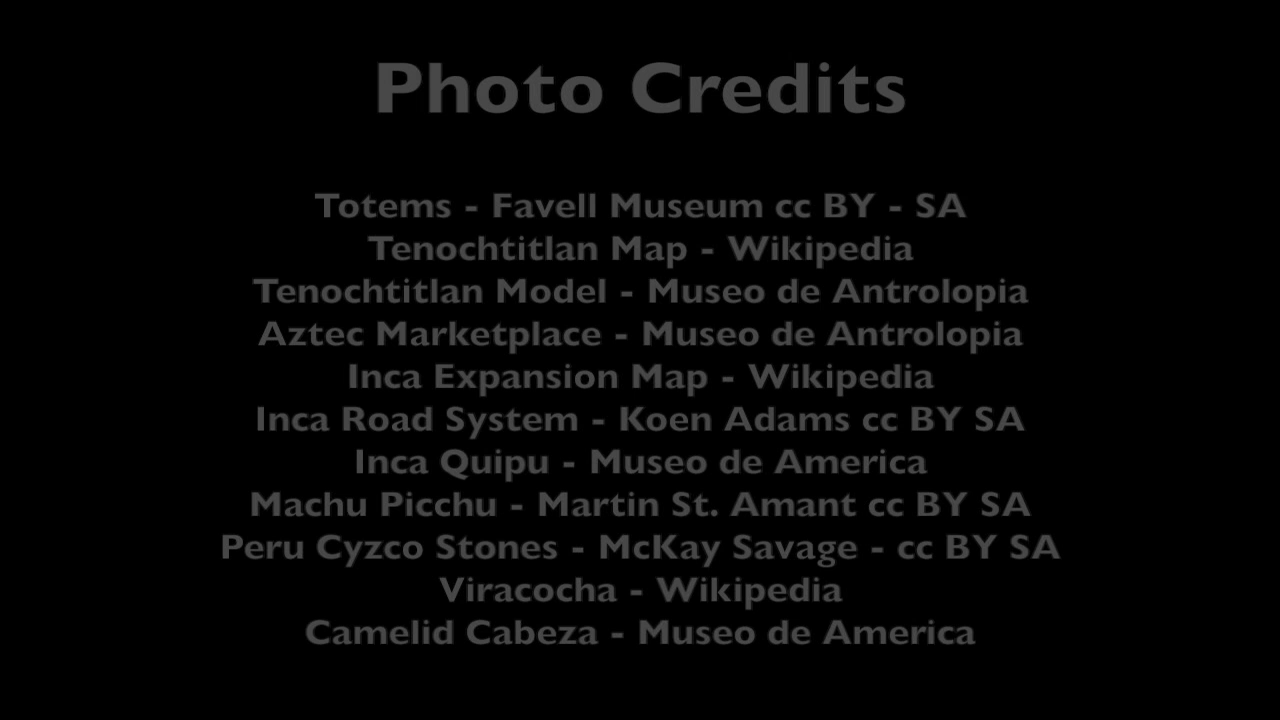 Photo Credits
Totems - Favell Museum cc BY - SA
Tenochtitlan Map - Wikipedia
Tenochtitlan Model - Museo de Antrolopia
Aztec Marketplace - Museo de Antrolopia
Inca Expansion Map - Wikipedia
Inca Road System - Koen Adams cc BY SA
Inca Quipu - Museo de America
Machu Picchu - Martin St. Amant cc BY SA
Peru Cyzco Stones - McKay Savage - cc BY SA
Viracocha - Wikipedia
Camelid Cabeza - Museo de America